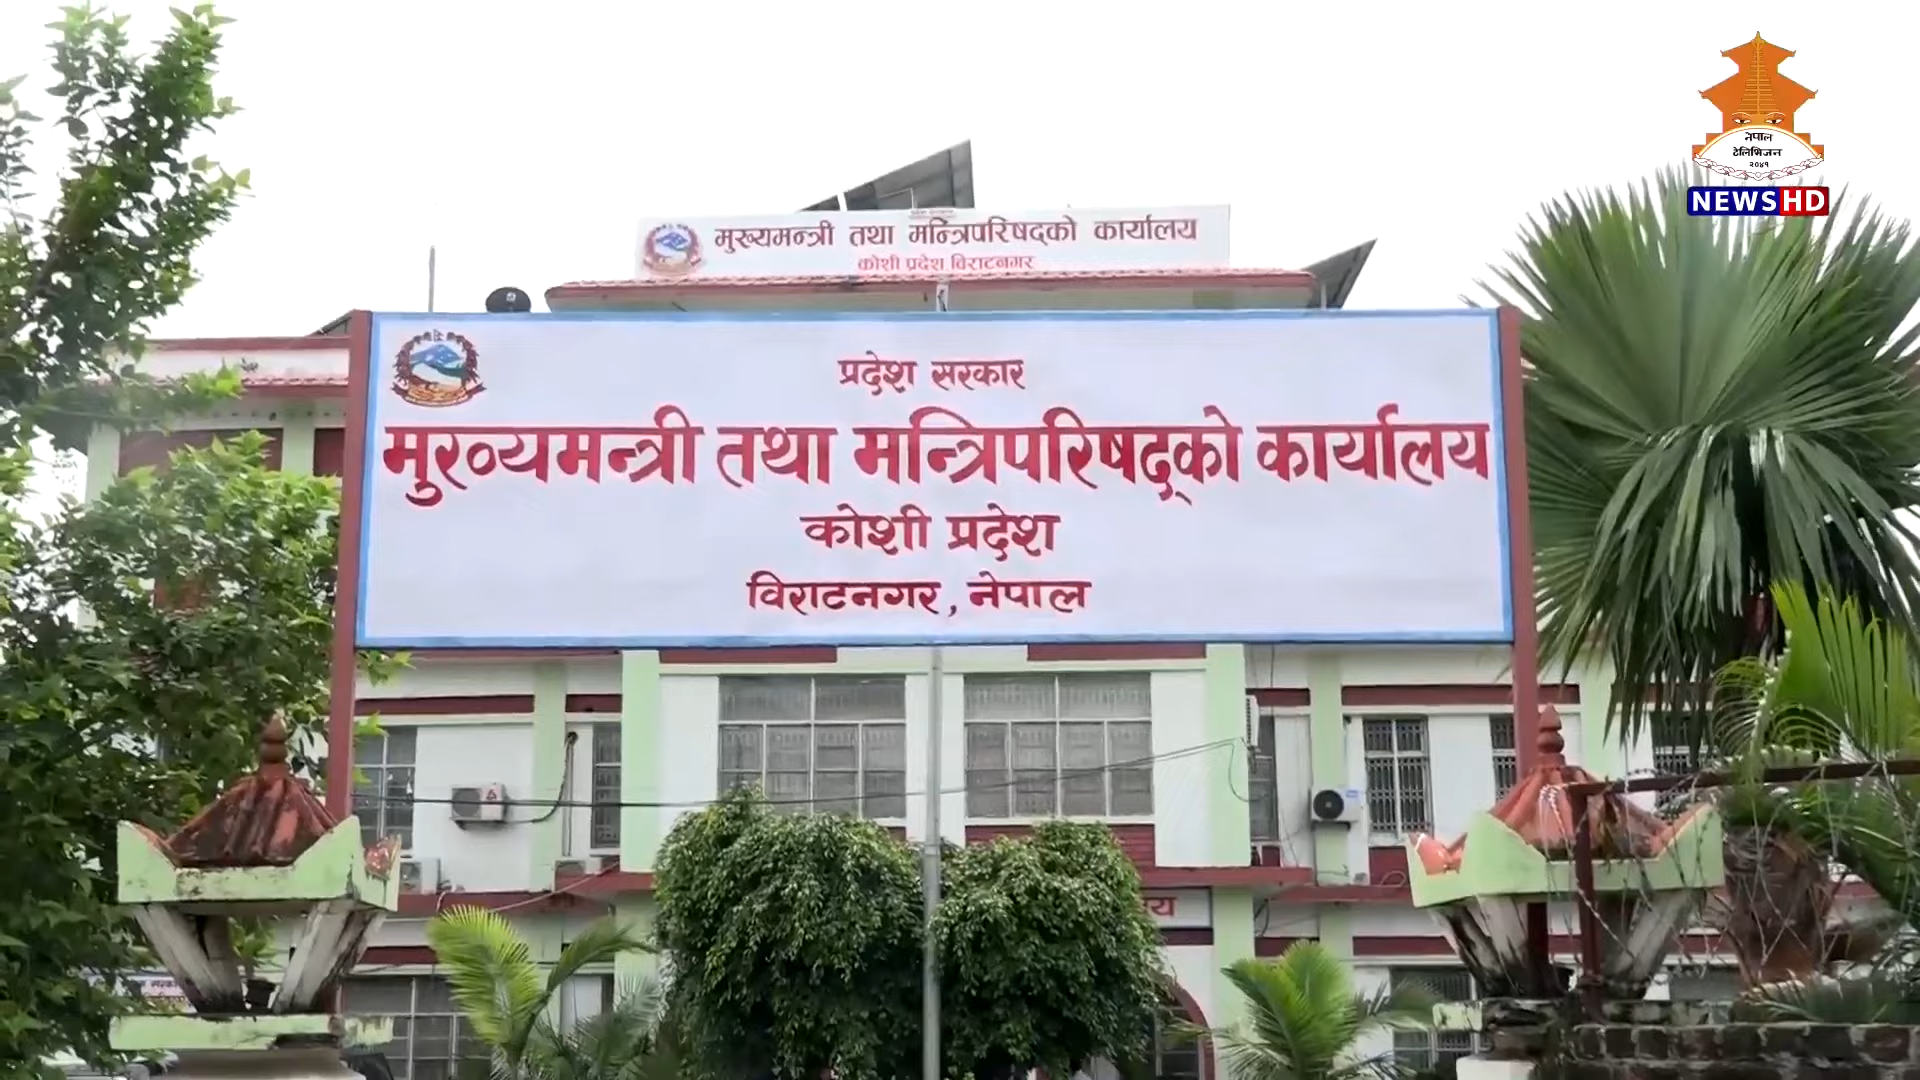 मुख्यमन्त्री तथा मन्त्रिपरिषद्को कार्यालय
कोशी प्रदेश विराटनगर
प्रदेश सरकार
मुख्यमन्त्री तथा मन्त्रिपरिषद्को कार्यालय
कोशी प्रदेश
विराटनगर, नेपाल
नेपाल
टेलिभिजन
२०४१
NEWS HD